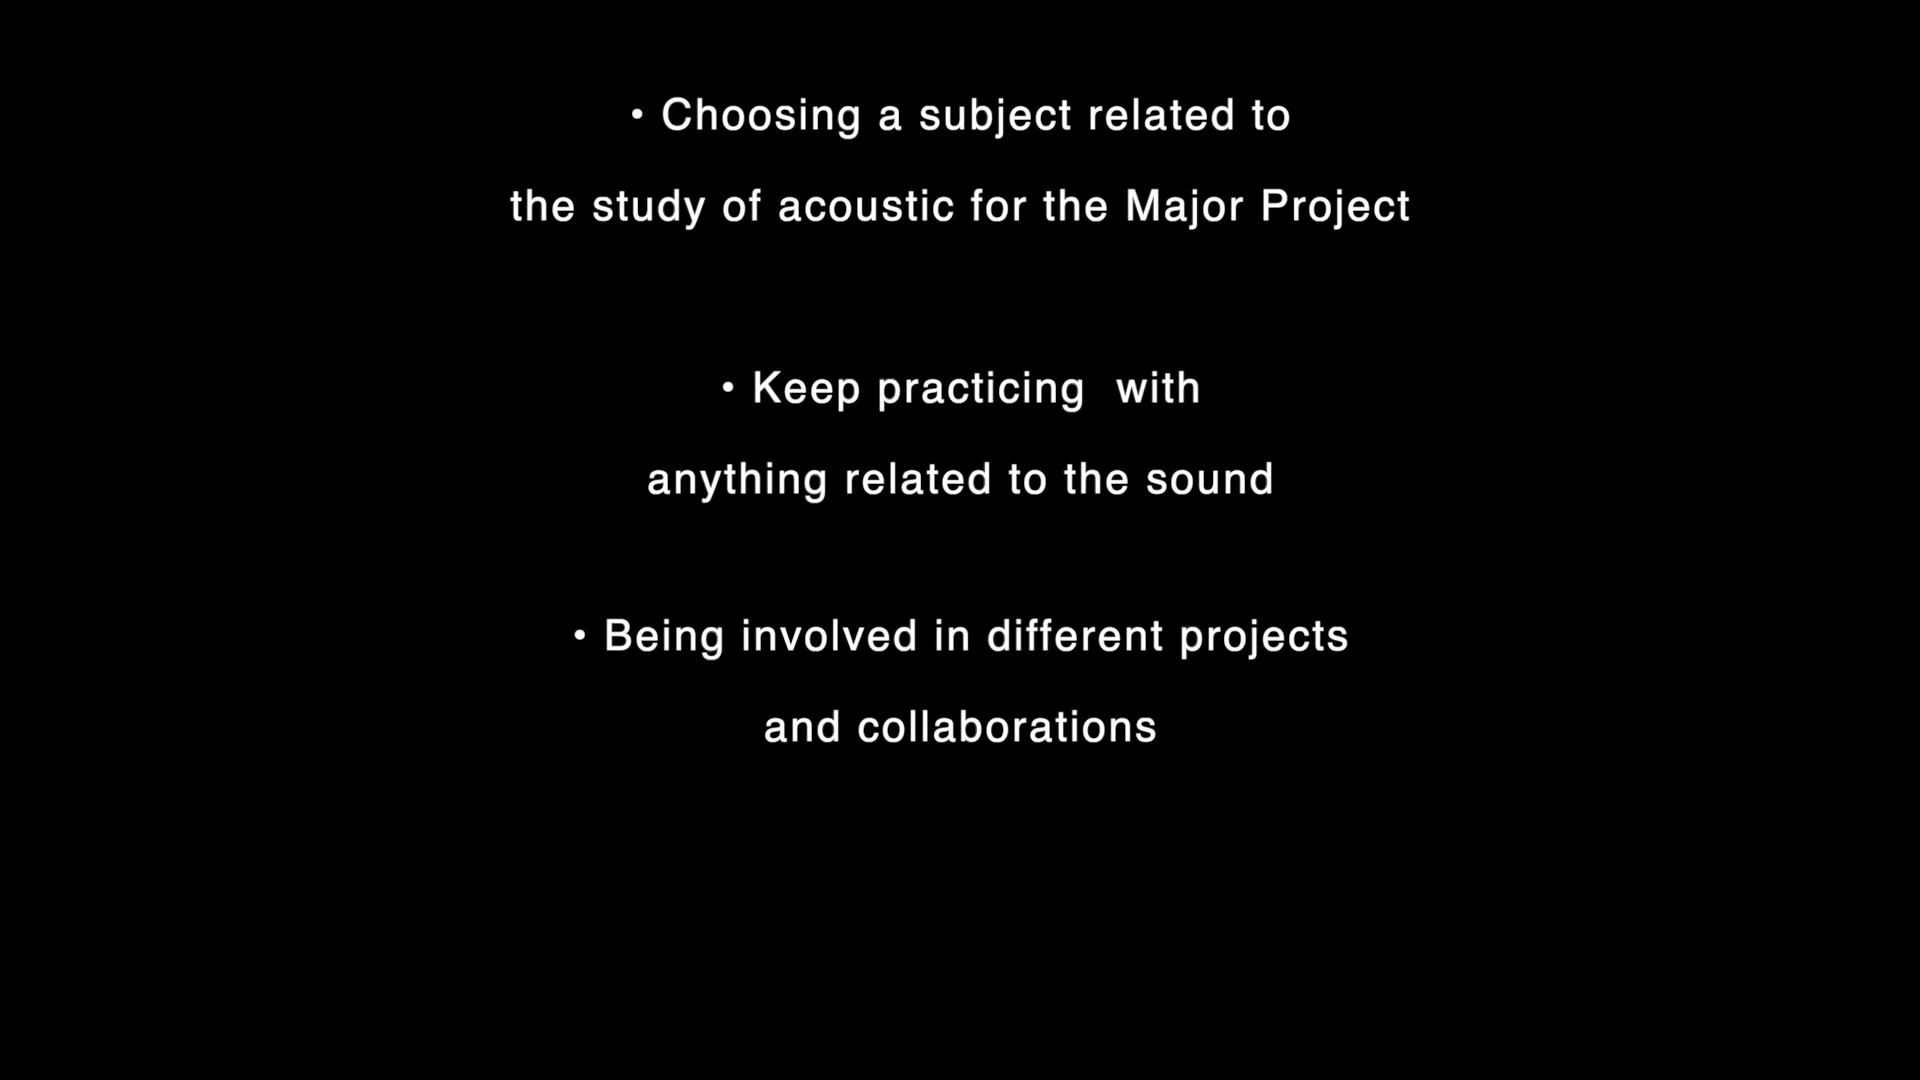 • Choosing a subject related to
the study of acoustic for the Major Project
• Keep practicing  with
anything related to the sound
• Being involved in different projects
and collaborations